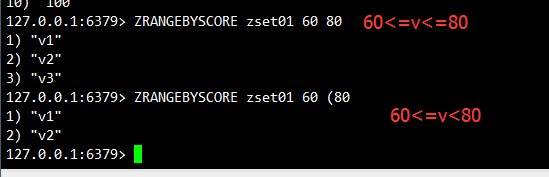 10) "100"
127.0.0.1:6379> ZRANGEBYSCORE zset01 60 80 60<=v<=80
1) "v1"
2) "v2"
3) "v3"
127.0.0.1:6379> ZRANGEBYSCORE zset01 60 (80
1) "v1"
60<=v<80
2) "v2"
127.0.0.1:6379>